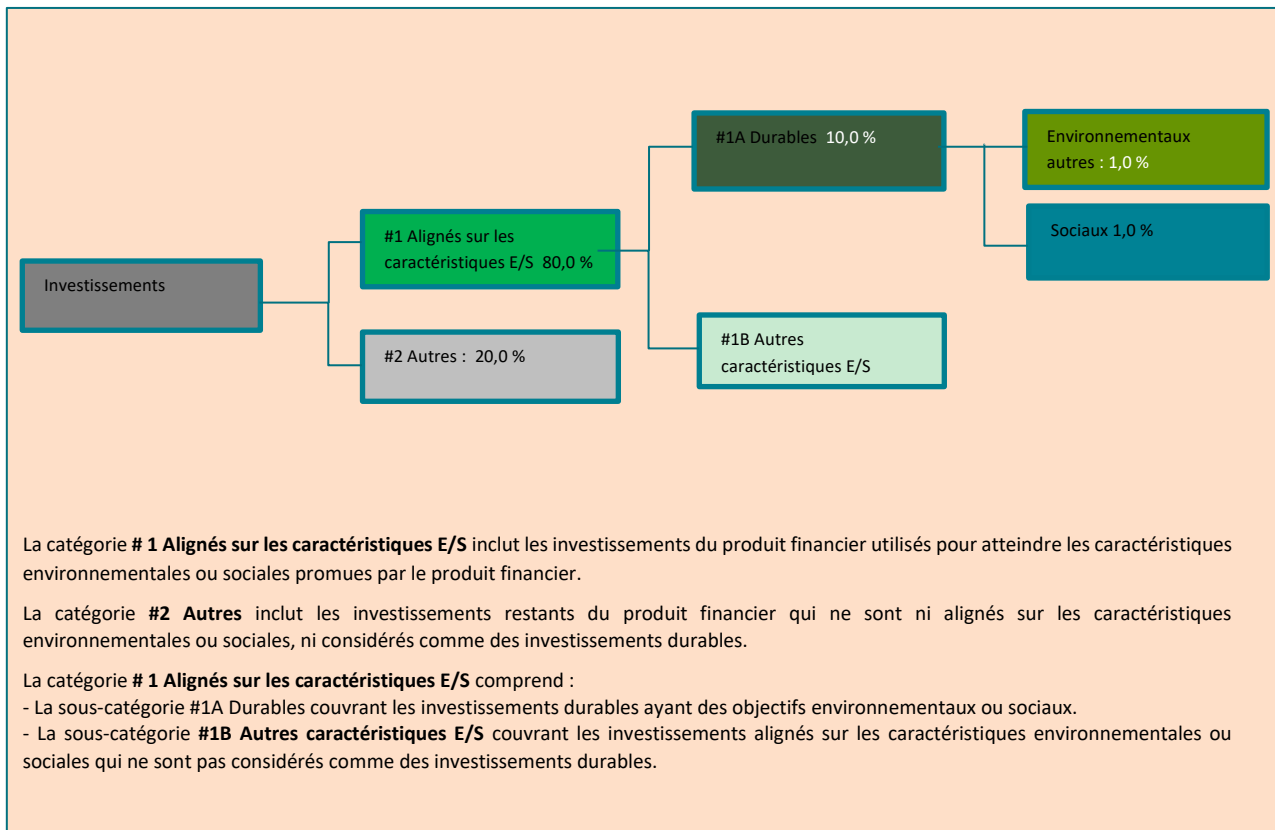 #1A Durables 10,0 %
Environnementaux
autres : 1,0 %
#1 Alignés sur les
caractéristiques E/S 80,0 %
Sociaux 1,0 %
Investissements
#2 Autres : 20,0 %
#1B Autres
caractéristiques E/S
La catégorie # 1 Alignés sur les caractéristiques E/S inclut les investissements du produit financier utilisés pour atteindre les caractéristiques
environnementales ou sociales promues par le produit financier.
La catégorie #2 Autres inclut les investissements restants du produit financier qui ne sont ni alignés sur les caractéristiques
environnementales ou sociales, ni considérés comme des investissements durables.
La catégorie # 1 Alignés sur les caractéristiques E/S comprend :
- La sous-catégorie #1A Durables couvrant les investissements durables ayant des objectifs environnementaux ou sociaux.
- La sous-catégorie #1B Autres caractéristiques E/S couvrant les investissements alignés sur les caractéristiques environnementales ou
sociales qui ne sont pas considérés comme des investissements durables.